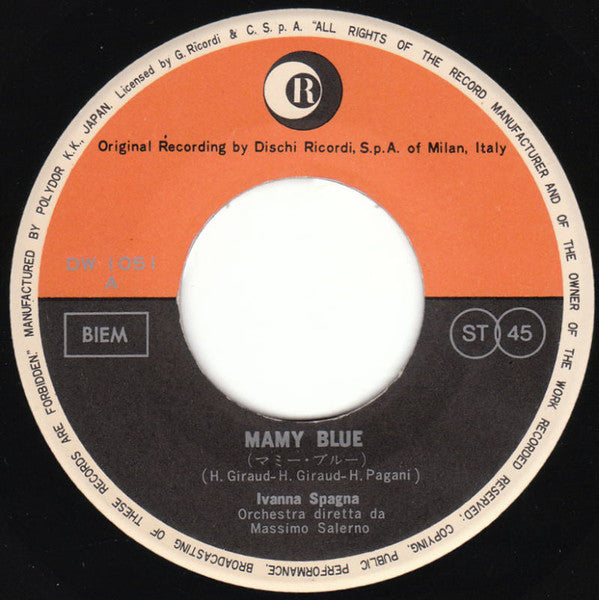 MANUFACTURED BY POLYDOR K.K., JAPAN. Licensed by G. Ricordi & C. S.p.A. "ALL RIGHTS OF THE RECORD MANUFACTURER AND OF THE OWNER OF THE WORK RECORDED RESERVED; COPYING, PUBLIC PERFORMANCE, BROADCASTING OF THESE RECORDS ARE FORBIDDEN."
R
Original Recording by Dischi Ricordi, S.p.A. of Milan, Italy
DW 1051
A
BIEM
ST 45
MAMY BLUE
(マミー・ブルー)
(H. Giraud-H. Giraud-H. Pagani)
Ivanna Spagna
Orchestra diretta da
Massimo Salerno